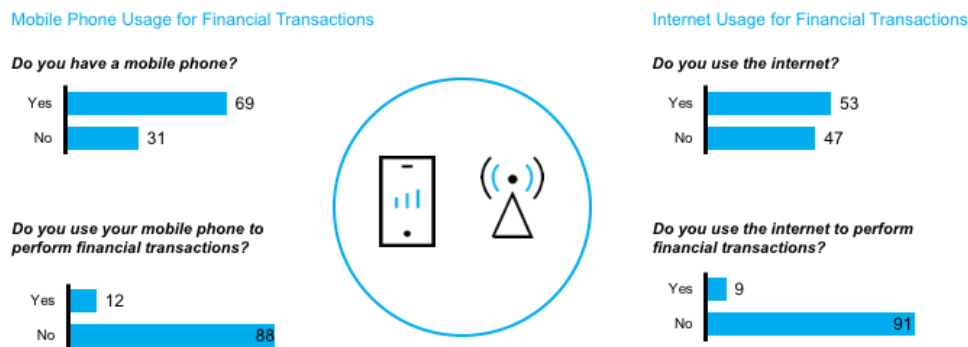 Mobile Phone Usage for Financial Transactions
Do you have a mobile phone?
Yes 69
No 31
Do you use your mobile phone to
perform financial transactions?
Yes 12
No 88
Internet Usage for Financial Transactions
Do you use the internet?
Yes 53
No 47
Do you use the internet to perform
financial transactions?
Yes 9
No 91